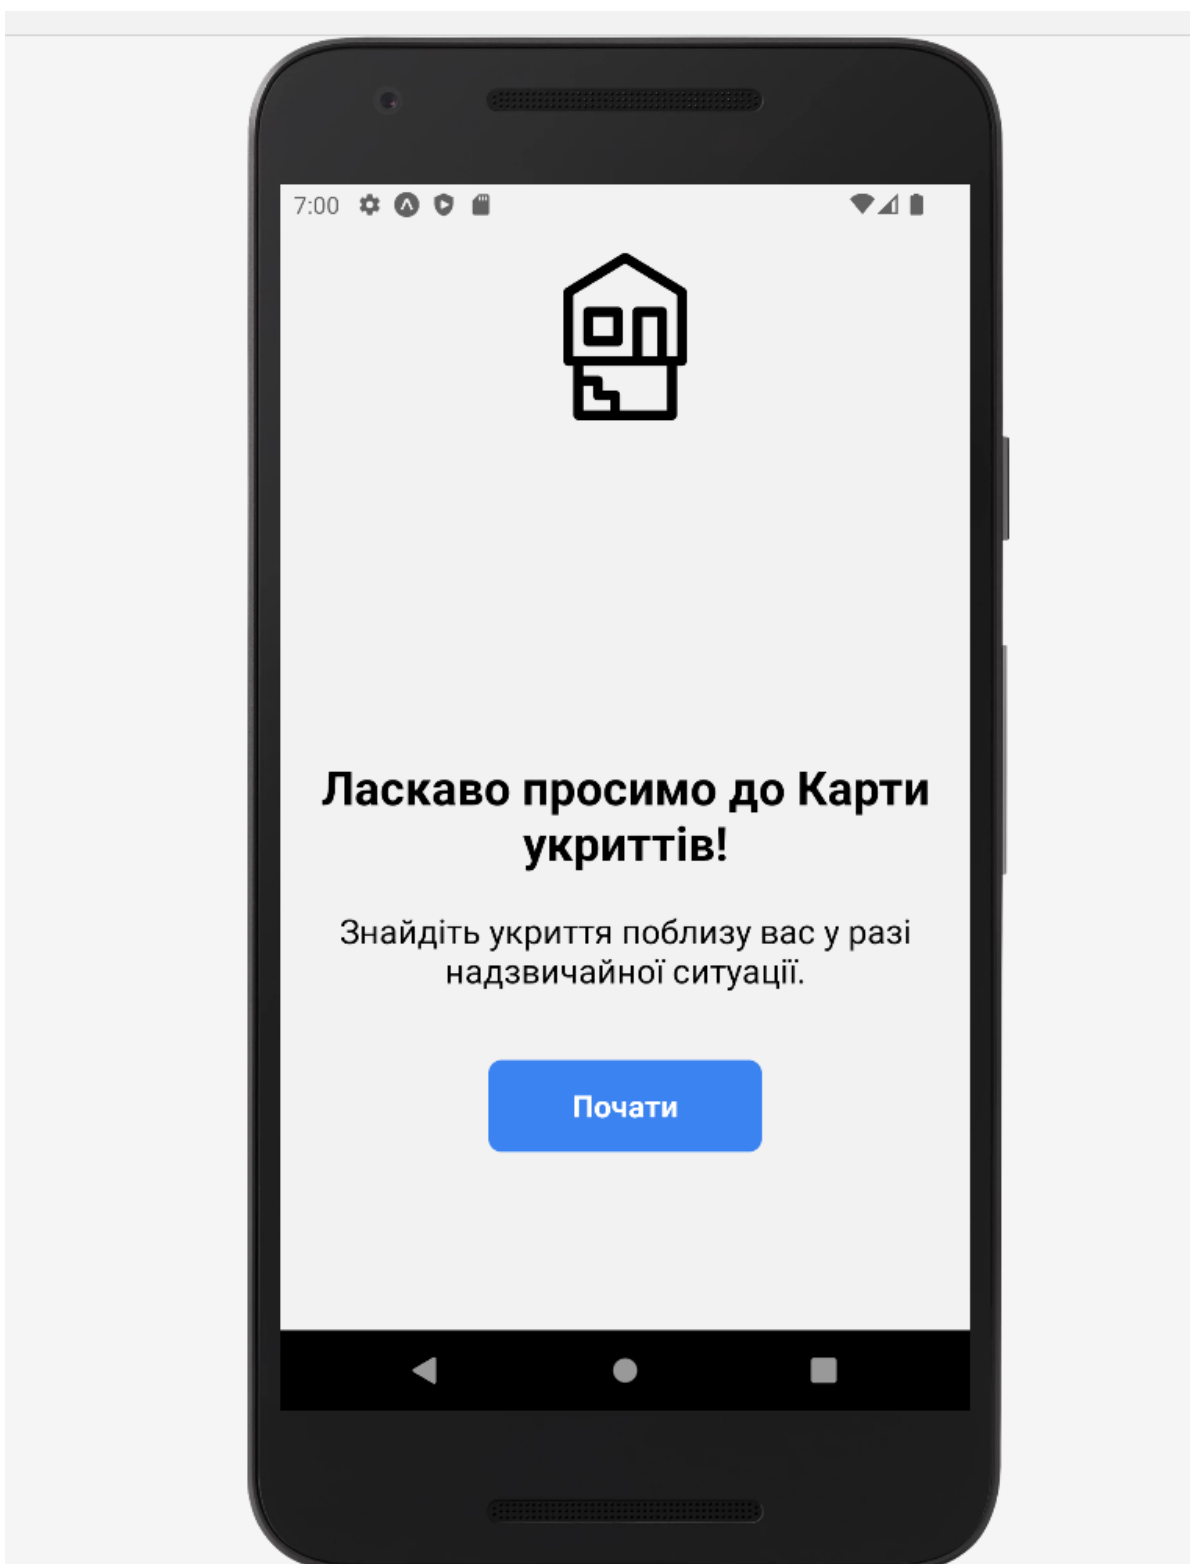 7:00
Ласкаво просимо до Карти
укриттів!
Знайдіть укриття поблизу вас у разі
надзвичайної ситуації.
Почати